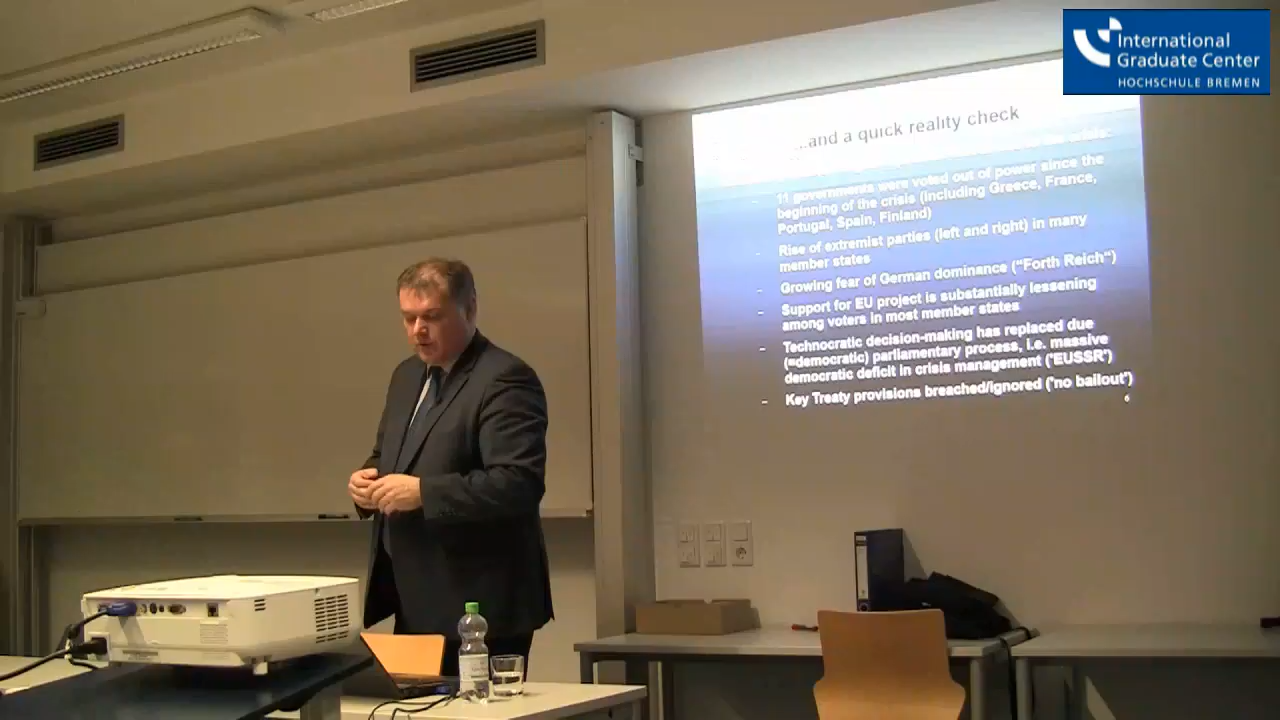 International
Graduate Center
HOCHSCHULE BREMEN
...and a quick reality check
crisis:
- 11 governments were voted out of power since the
beginning of the crisis (including Greece, France,
Portugal, Spain, Finland)
- Rise of extremist parties (left and right) in many
member states
- Growing fear of German dominance ("Forth Reich")
- Support for EU project is substantially lessening
among voters in most member states
- Technocratic decision-making has replaced due
(=democratic) parliamentary process, i.e. massive
democratic deficit in crisis management ('EUSSR')
- Key Treaty provisions breached/ignored ('no bailout')
6